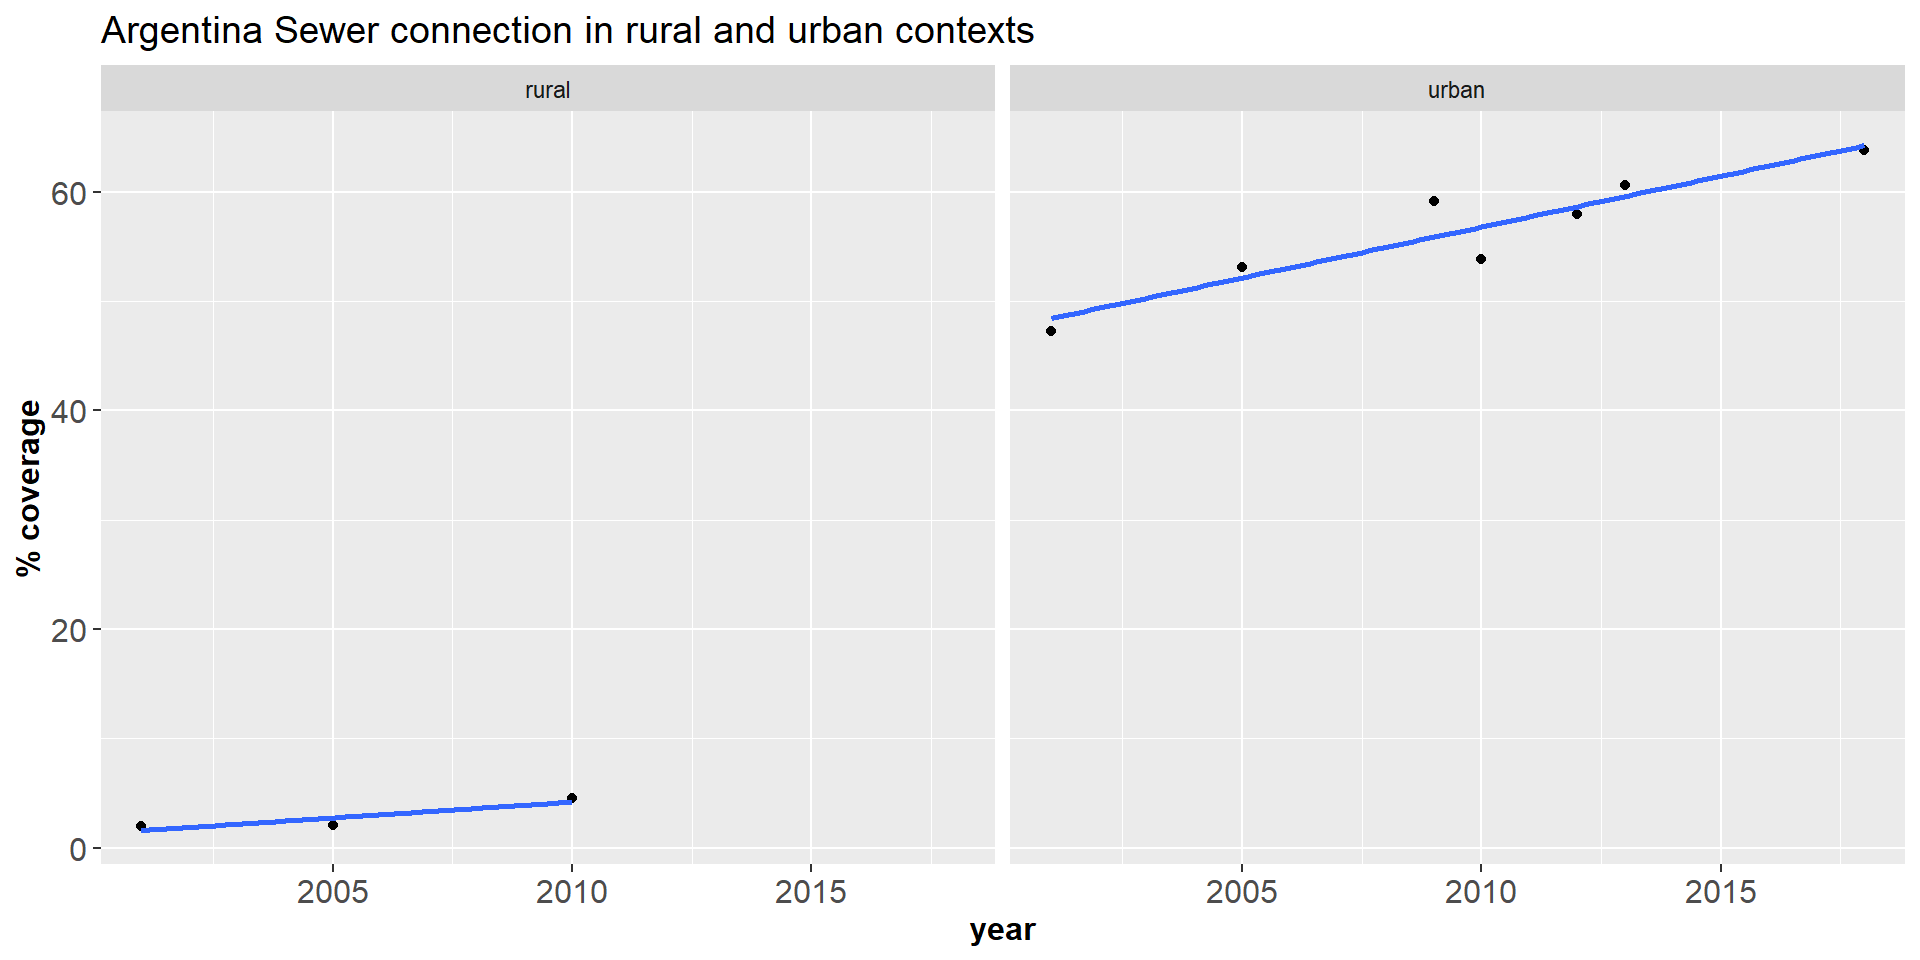 Argentina Sewer connection in rural and urban contexts
rural
urban
% coverage
60
40
20
0
2005 2010 2015
2005 2010 2015
year